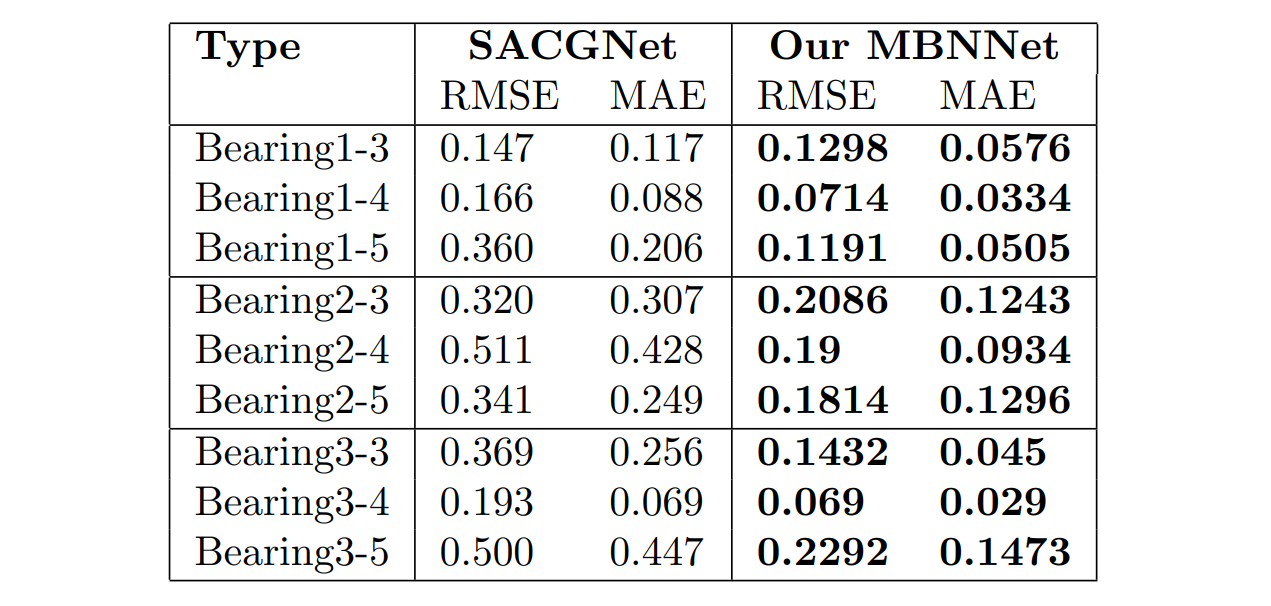 Type SACGNet Our MBNNet
RMSE MAE RMSE MAE
Bearing1-3 0.147 0.117 0.1298 0.0576
Bearing1-4 0.166 0.088 0.0714 0.0334
Bearing1-5 0.360 0.206 0.1191 0.0505
Bearing2-3 0.320 0.307 0.2086 0.1243
Bearing2-4 0.511 0.428 0.19 0.0934
Bearing2-5 0.341 0.249 0.1814 0.1296
Bearing3-3 0.369 0.256 0.1432 0.045
Bearing3-4 0.193 0.069 0.069 0.029
Bearing3-5 0.500 0.447 0.2292 0.1473